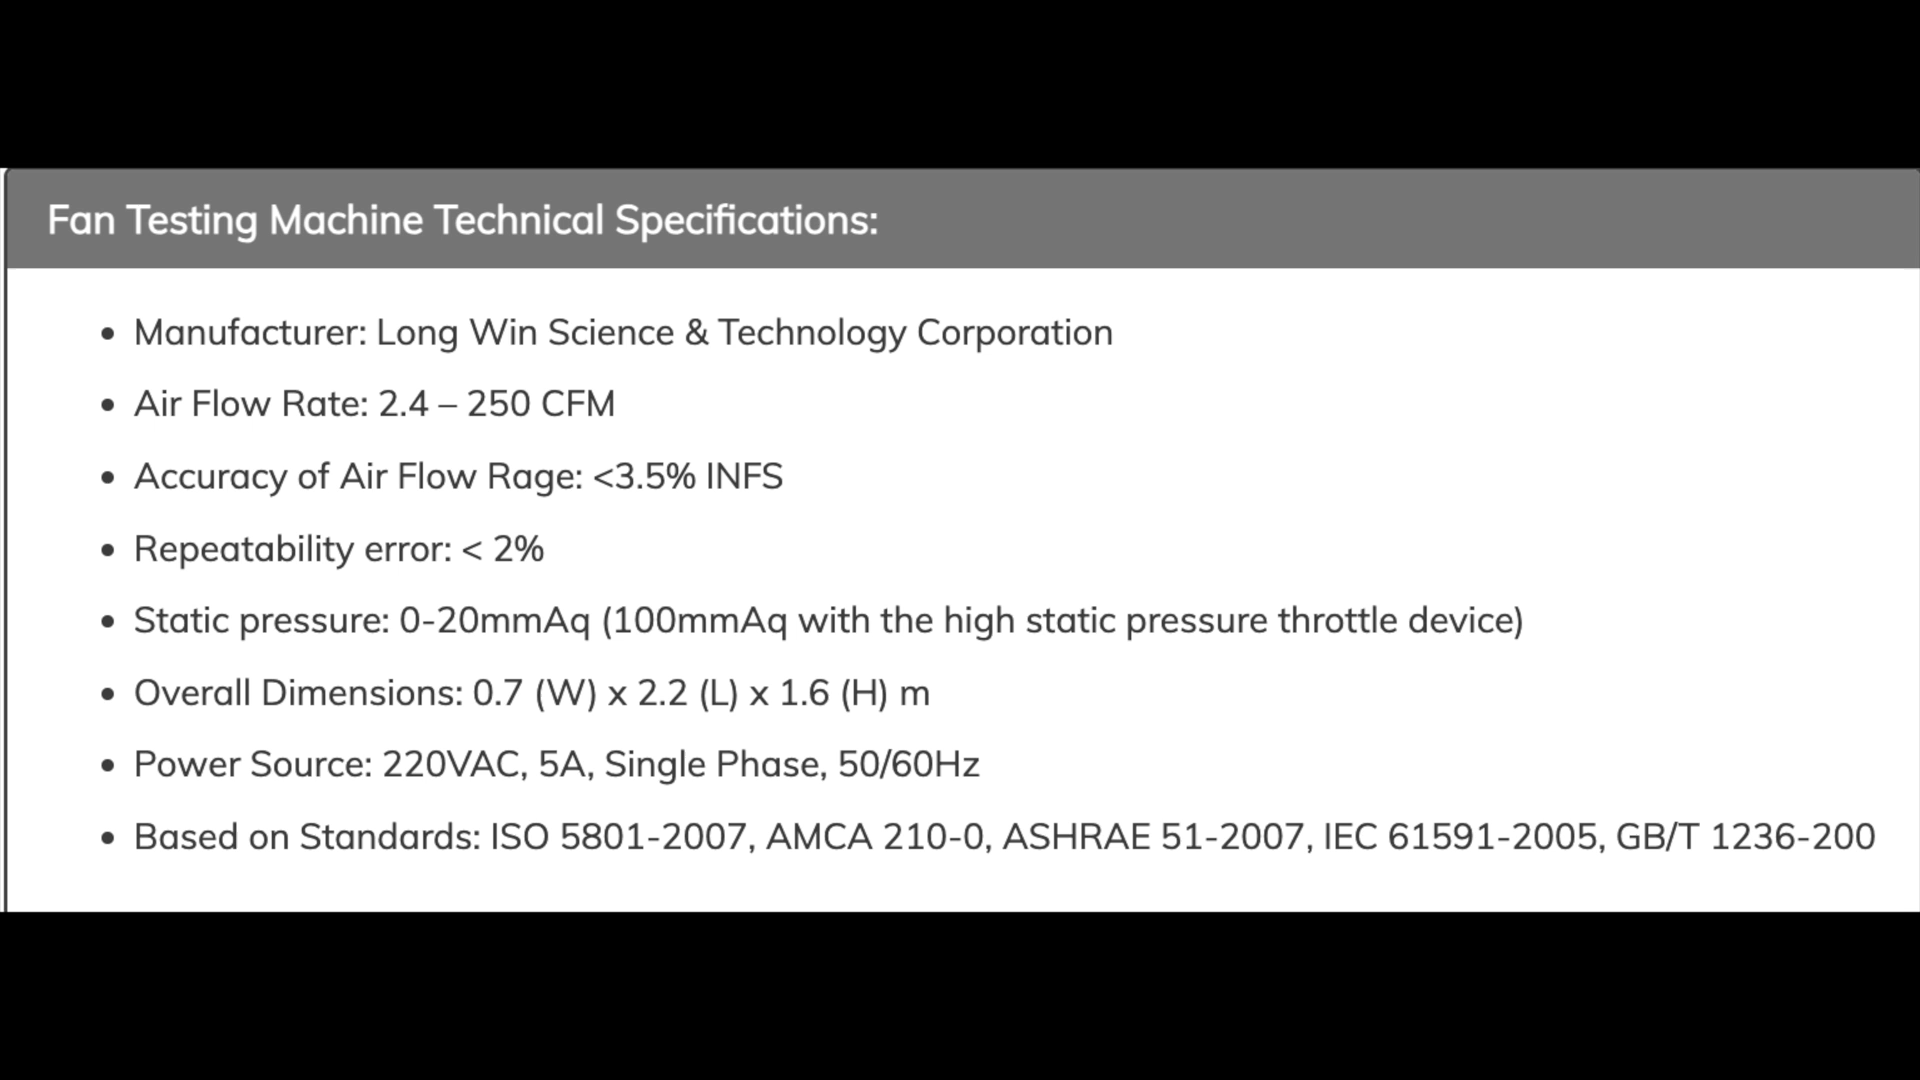 Fan Testing Machine Technical Specifications:
• Manufacturer: Long Win Science & Technology Corporation
• Air Flow Rate: 2.4 – 250 CFM
• Accuracy of Air Flow Rage: <3.5% INFS
• Repeatability error: < 2%
• Static pressure: 0-20mmAq (100mmAq with the high static pressure throttle device)
• Overall Dimensions: 0.7 (W) x 2.2 (L) x 1.6 (H) m
• Power Source: 220VAC, 5A, Single Phase, 50/60Hz
• Based on Standards: ISO 5801-2007, AMCA 210-0, ASHRAE 51-2007, IEC 61591-2005, GB/T 1236-200